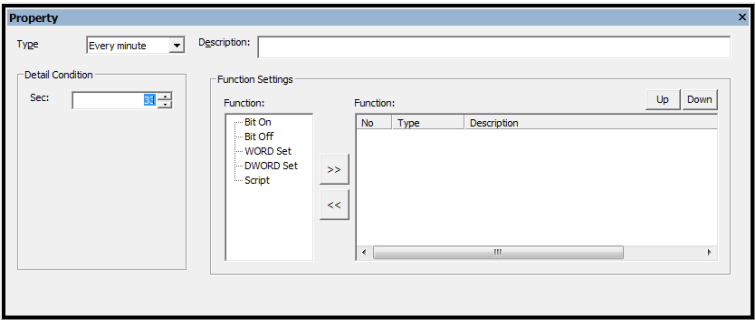 Property
Type Every minute Description:
Detail Condition
Sec: 33
Function Settings
Function:
Bit On
Bit Off
WORD Set
DWORD Set
Script
>>
<<
Function:
Up Down
No Type Description